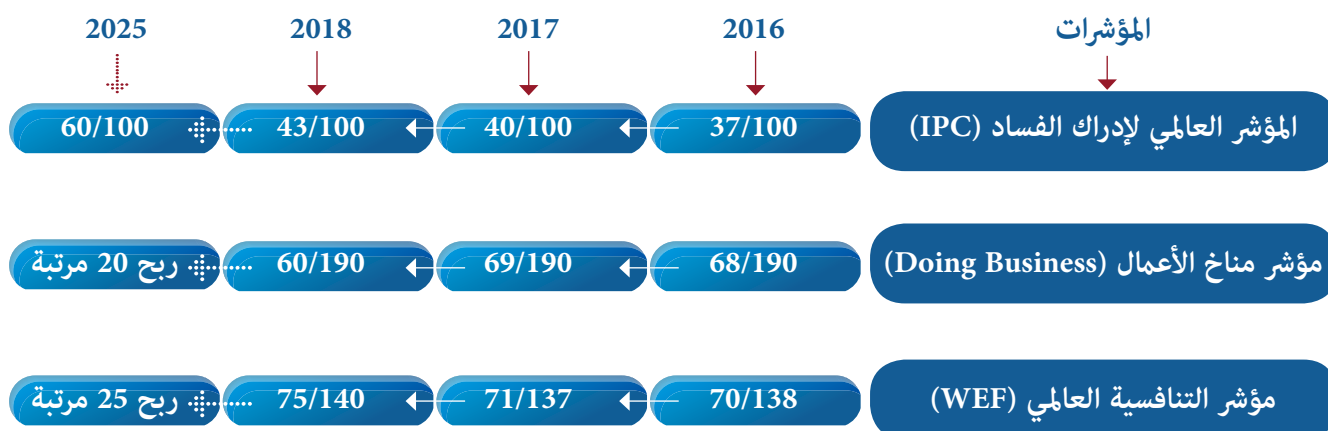 المؤشرات 2016 2017 2018 2025
المؤشر العالمي لإدراك الفساد (IPC) 37/100 40/100 43/100 60/100
مؤشر مناخ الأعمال (Doing Business) 68/190 69/190 60/190 ربح 20 مرتبة
مؤشر التنافسية العالمي (WEF) 70/138 71/137 75/140 ربح 25 مرتبة